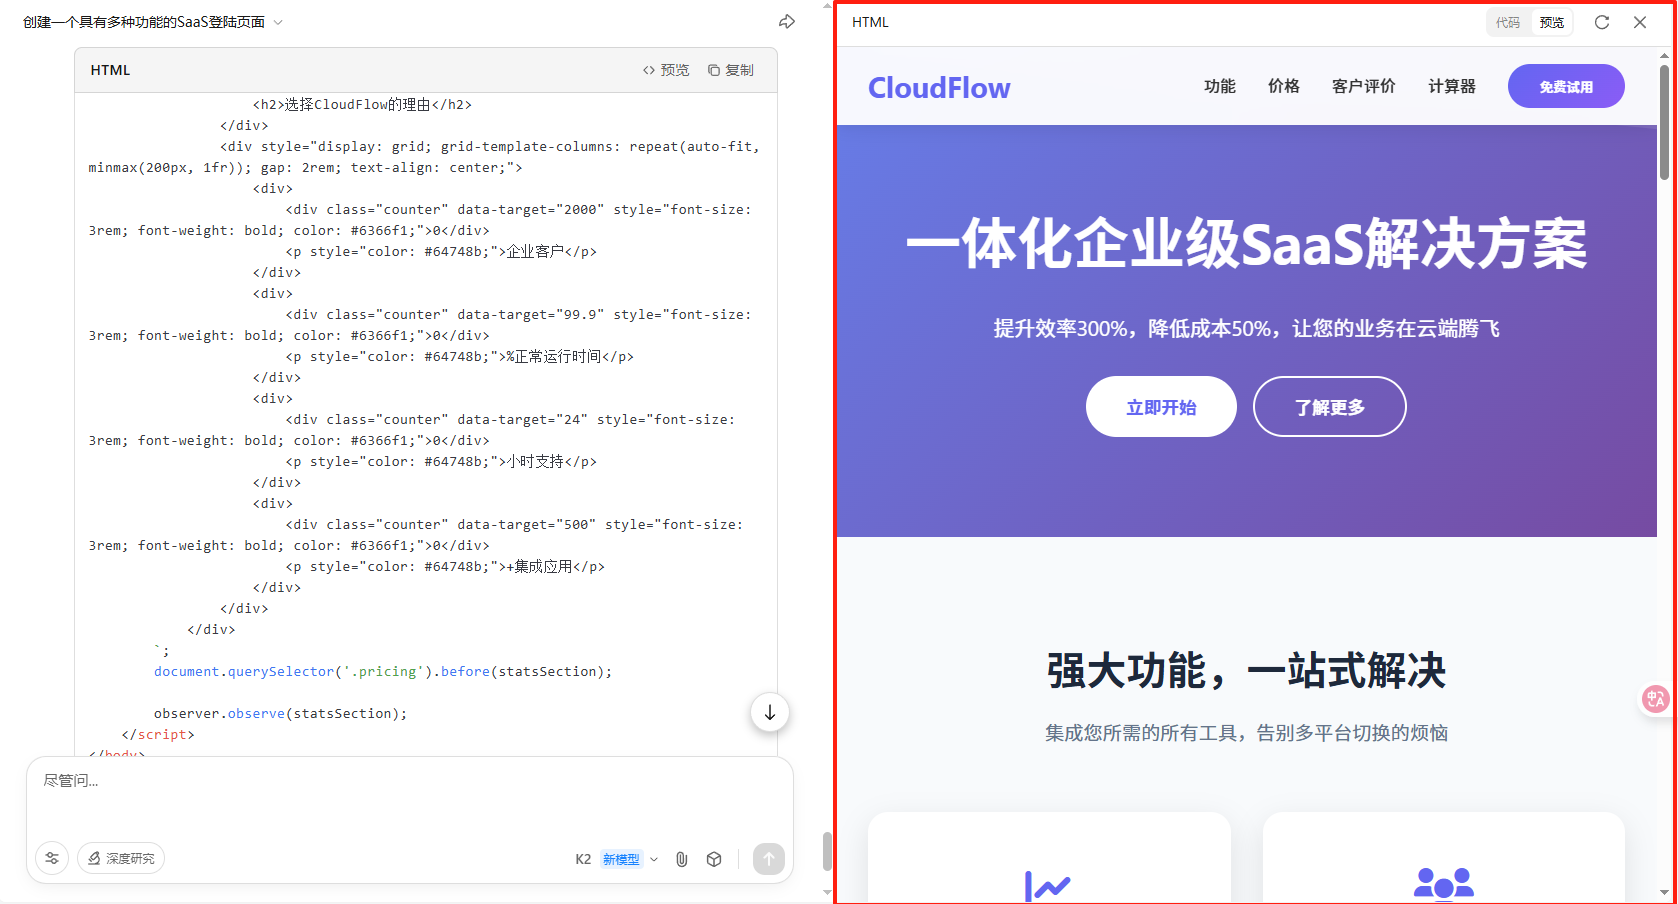 创建一个具有多种功能的SaaS登陆页面
HTML
预览
复制
<h2>选择CloudFlow的理由</h2>
</div>
<div style="display: grid; grid-template-columns: repeat(auto-fit,
minmax(200px, 1fr)); gap: 2rem; text-align: center;">
<div>
<div class="counter" data-target="2000" style="font-size:
3rem; font-weight: bold; color: #6366f1;">0</div>
<p style="color: #64748b;">企业客户</p>
</div>
<div>
<div class="counter" data-target="99.9" style="font-size:
3rem; font-weight: bold; color: #6366f1;">0</div>
<p style="color: #64748b;">%正常运行时间</p>
</div>
<div>
<div class="counter" data-target="24" style="font-size:
3rem; font-weight: bold; color: #6366f1;">0</div>
<p style="color: #64748b;">小时支持</p>
</div>
<div>
<div class="counter" data-target="500" style="font-size:
3rem; font-weight: bold; color: #6366f1;">0</div>
<p style="color: #64748b;">+集成应用</p>
</div>
</div>
</div>
`;
document.querySelector('.pricing').before(statsSection);
observer.observe(statsSection);
</script>
</body>
尽管问...
深度研究
K2 新模型
HTML
代码 预览
CloudFlow
功能
价格
客户评价
计算器
免费试用
一体化企业级SaaS解决方案
提升效率300%，降低成本50%，让您的业务在云端腾飞
立即开始
了解更多
强大功能，一站式解决
集成您所需的所有工具，告别多平台切换的烦恼
中A